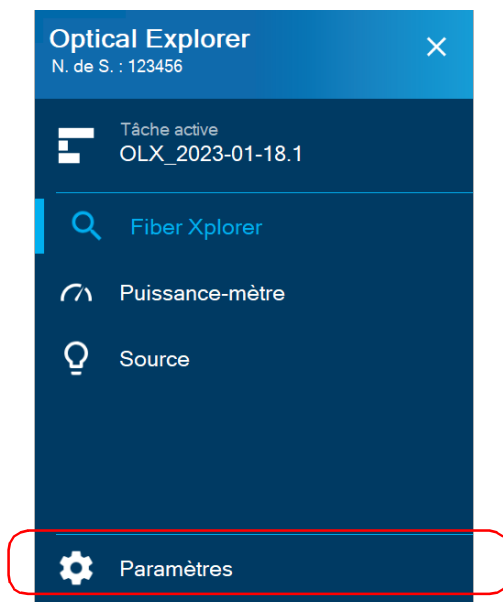 Optical Explorer
N. de S. : 123456
Tâche active
OLX_2023-01-18.1
Fiber Xplorer
Puissance-mètre
Source
Paramètres